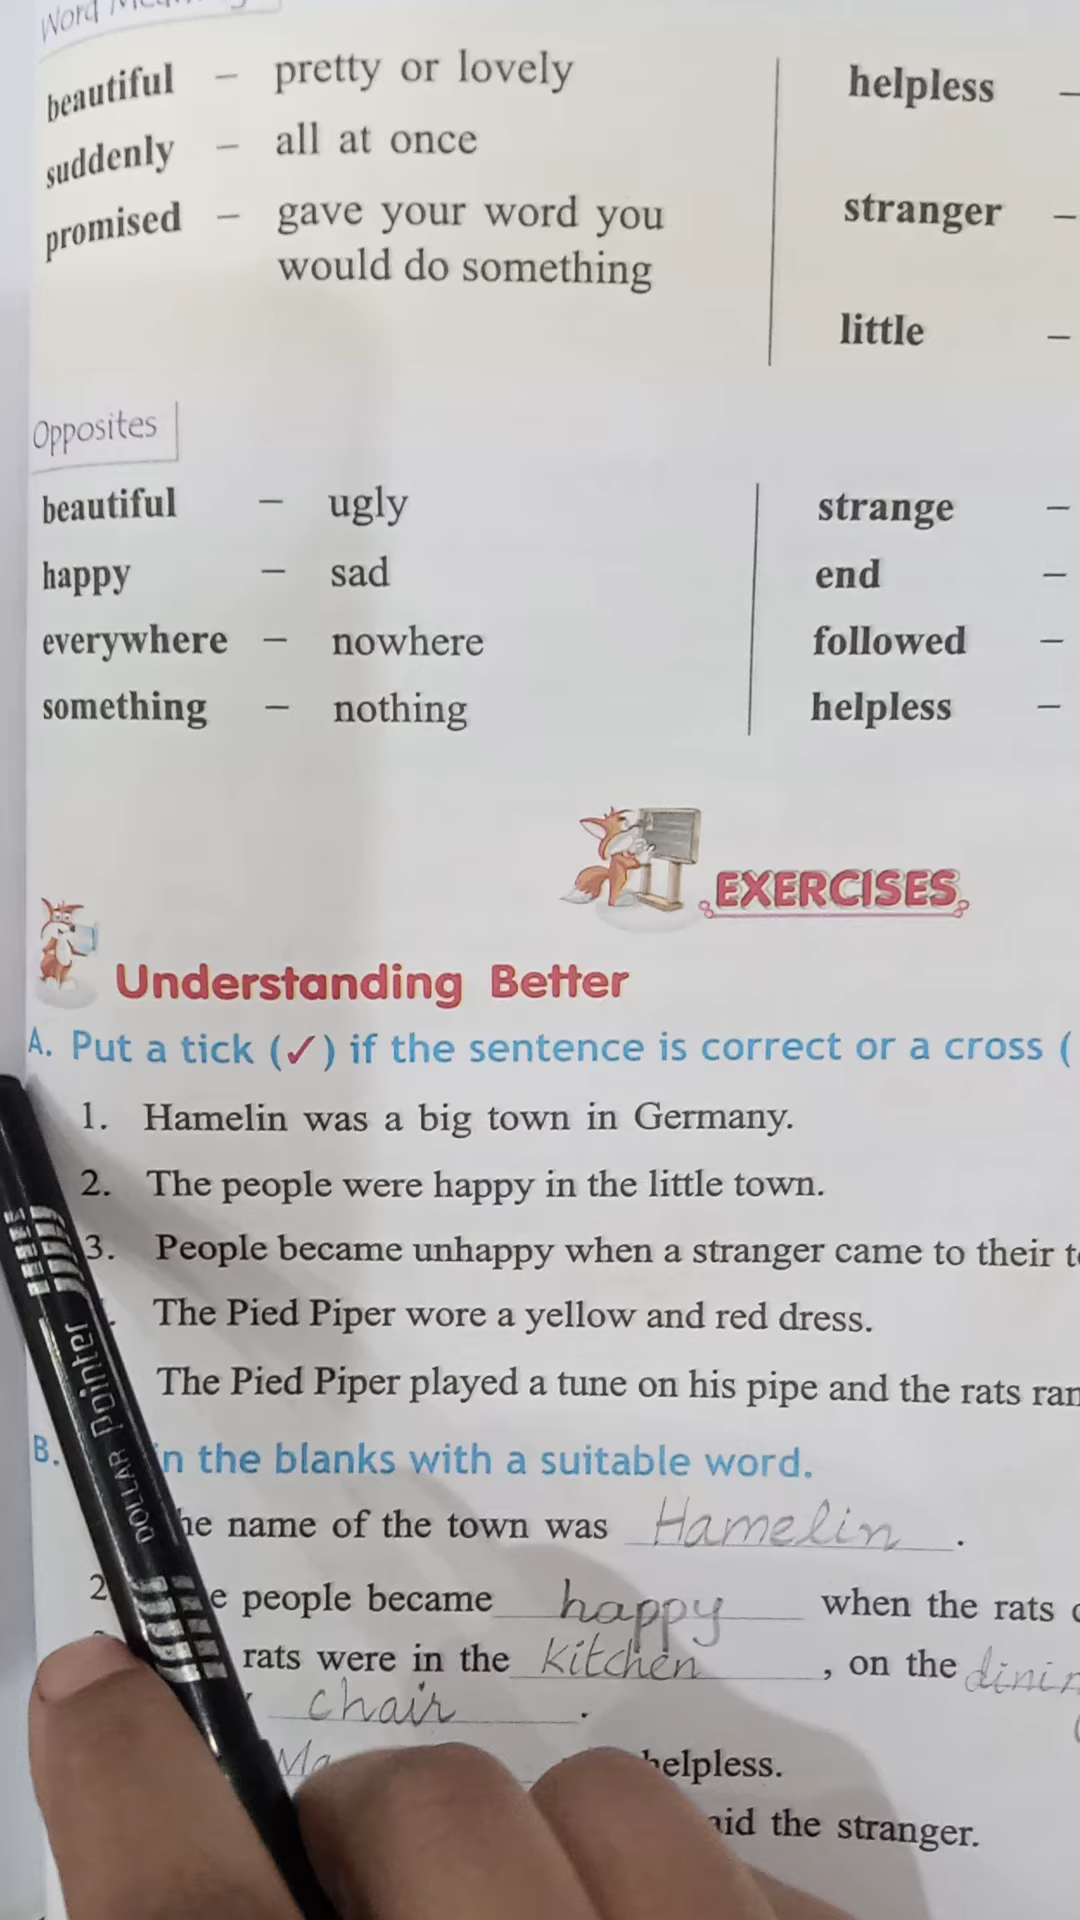 Word
beautiful – pretty or lovely
suddenly – all at once
promised – gave your word you
would do something
helpless –
stranger –
little –
Opposites
beautiful – ugly
happy – sad
everywhere – nowhere
something – nothing
strange –
end –
followed –
helpless –
EXERCISES
Understanding Better
A. Put a tick (✓) if the sentence is correct or a cross (
1. Hamelin was a big town in Germany.
2. The people were happy in the little town.
3. People became unhappy when a stranger came to their
The Pied Piper wore a yellow and red dress.
The Pied Piper played a tune on his pipe and the rats ran
B. in the blanks with a suitable word.
name of the town was Hamelin.
2 people became happy when the rats
rats were in the kitchen, on the
chair.
helpless.
the stranger.
DOLLAR Pointer